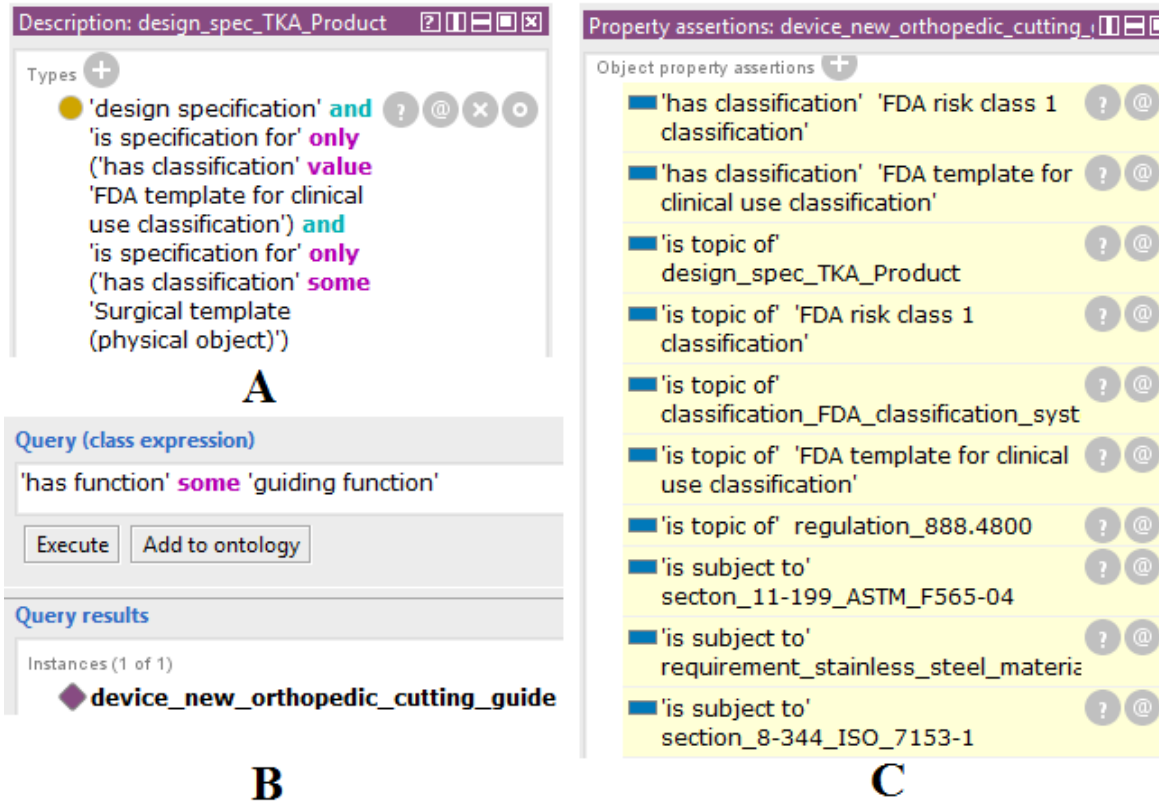 Description: design_spec_TKA_Product
Types
'design specification' and
'is specification for' only
('has classification' value
'FDA template for clinical
use classification') and
'is specification for' only
('has classification' some
'Surgical template
(physical object)')
A
Query (class expression)
'has function' some 'guiding function'
Execute Add to ontology
Query results
Instances (1 of 1)
device_new_orthopedic_cutting_guide
B
Property assertions: device_new_orthopedic_cutting_
Object property assertions
'has classification' 'FDA risk class 1
classification'
'has classification' 'FDA template for
clinical use classification'
'is topic of'
design_spec_TKA_Product
'is topic of' 'FDA risk class 1
classification'
'is topic of'
classification_FDA_classification_syst
'is topic of' 'FDA template for clinical
use classification'
'is topic of' regulation_888.4800
'is subject to'
secton_11-199_ASTM_F565-04
'is subject to'
requirement_stainless_steel_materia
'is subject to'
section_8-344_ISO_7153-1
C